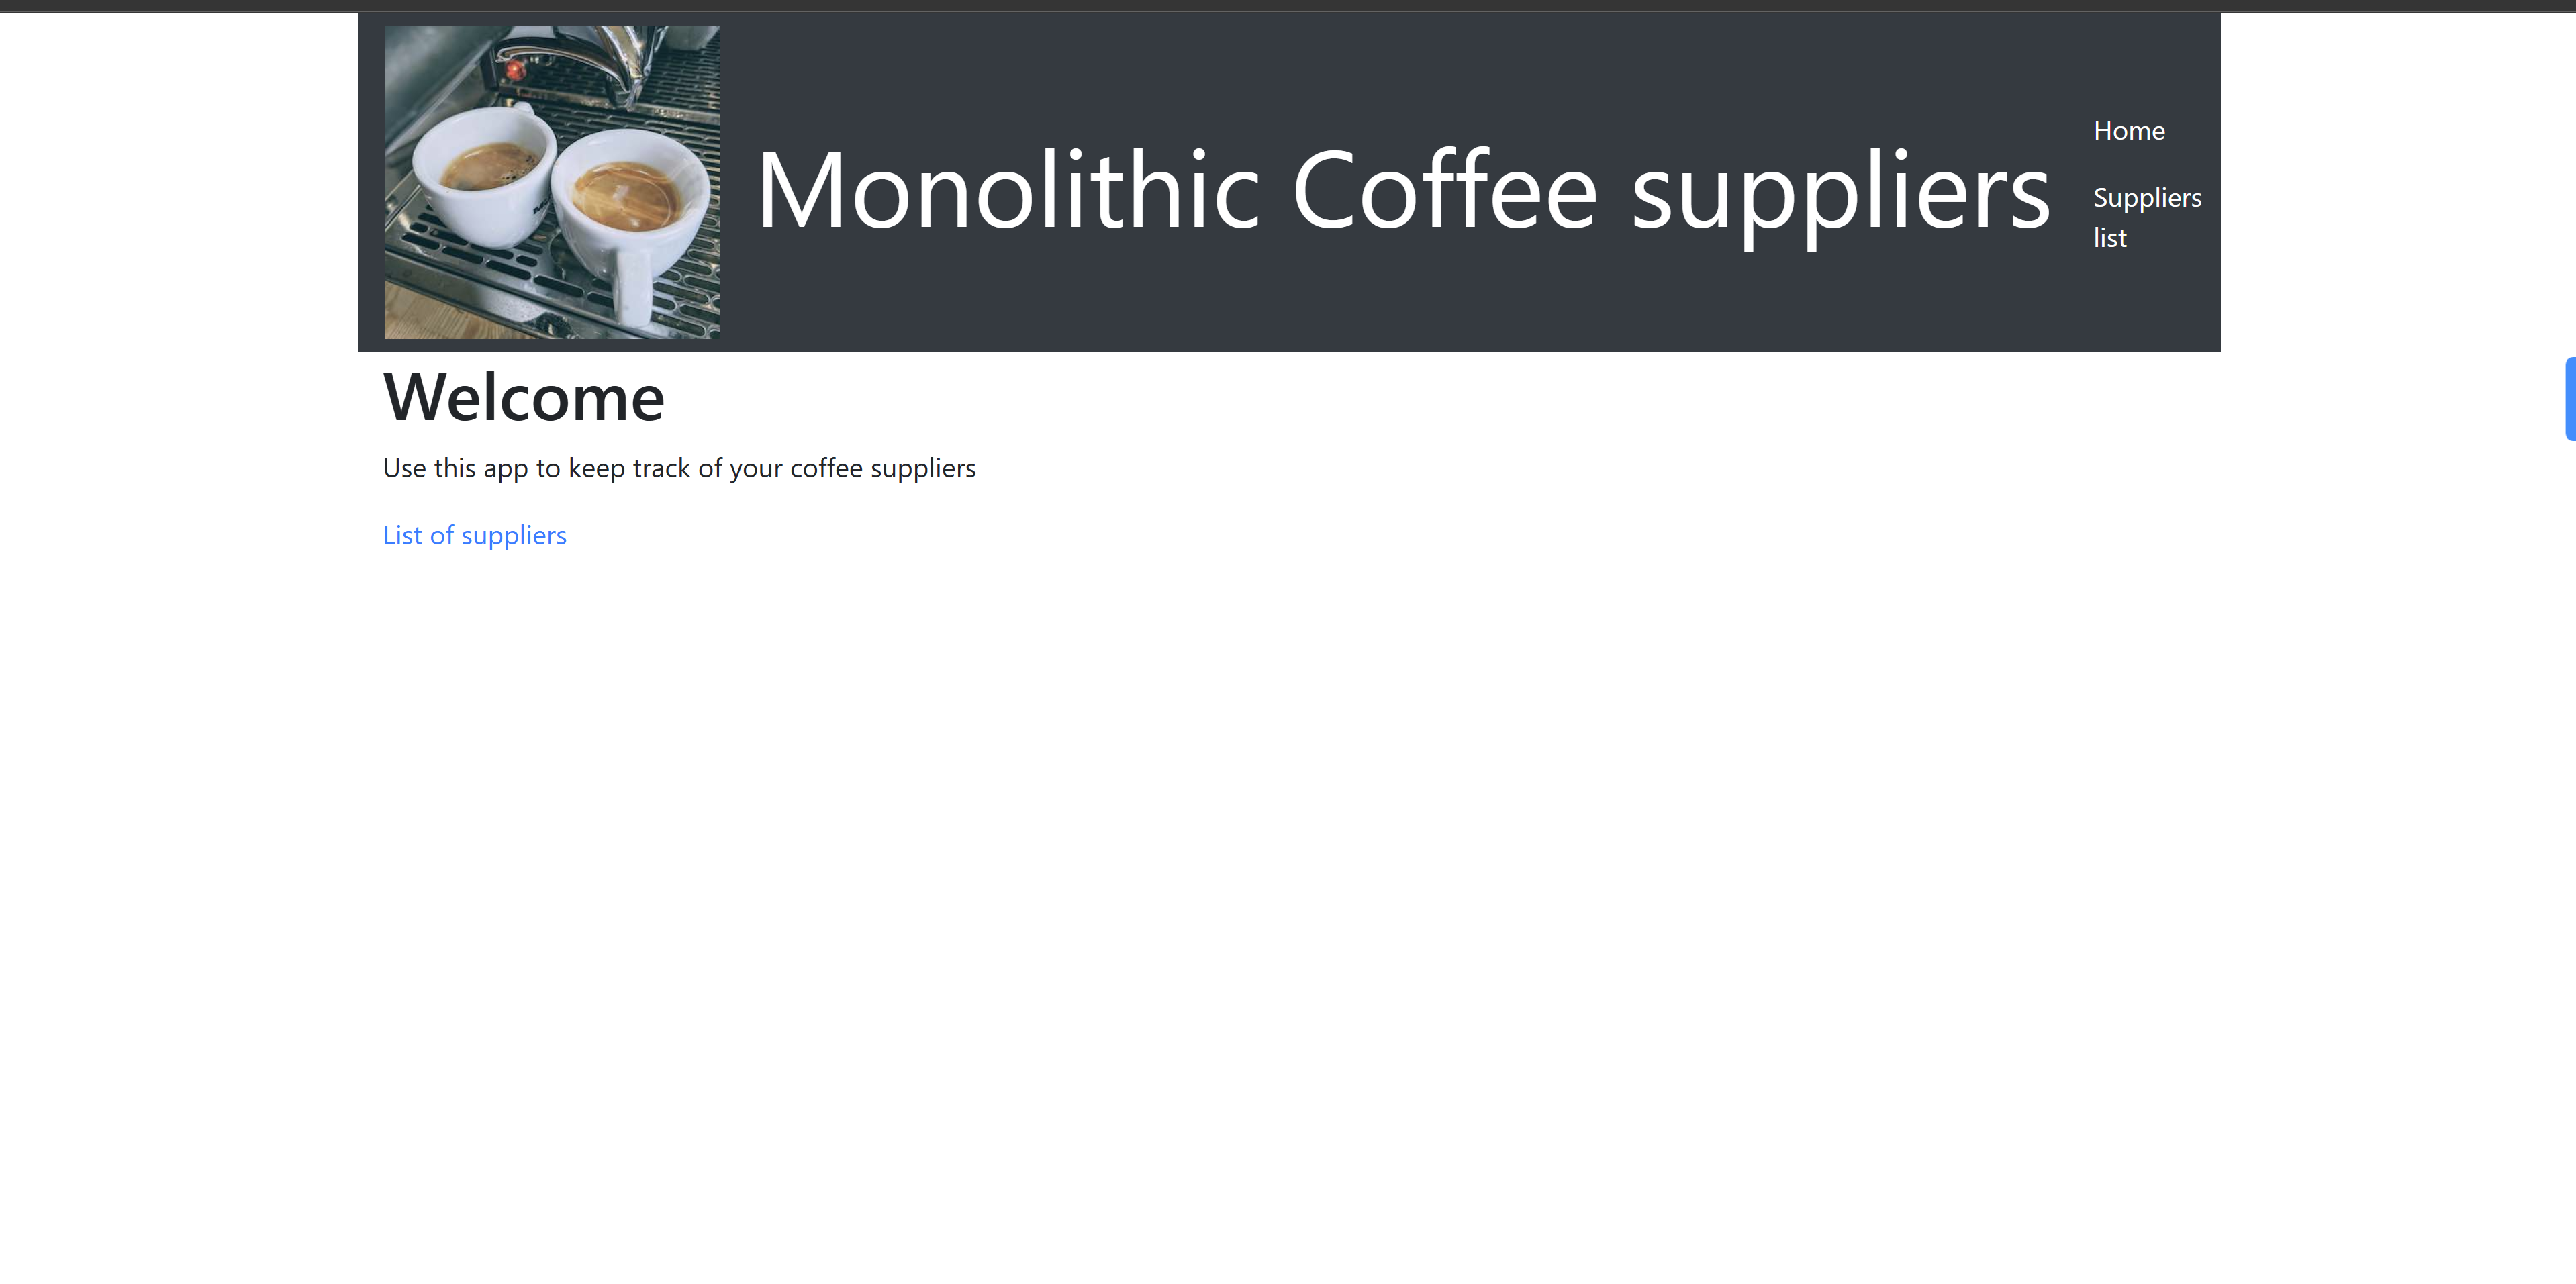 Monolithic Coffee suppliers
Home
Suppliers
list
Welcome
Use this app to keep track of your coffee suppliers
List of suppliers